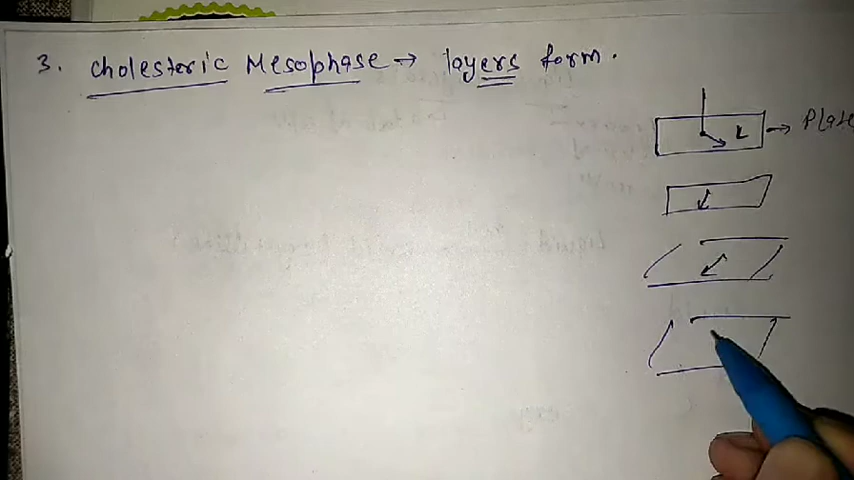 3. Cholesteric Mesophase → layers form.
L → Plate